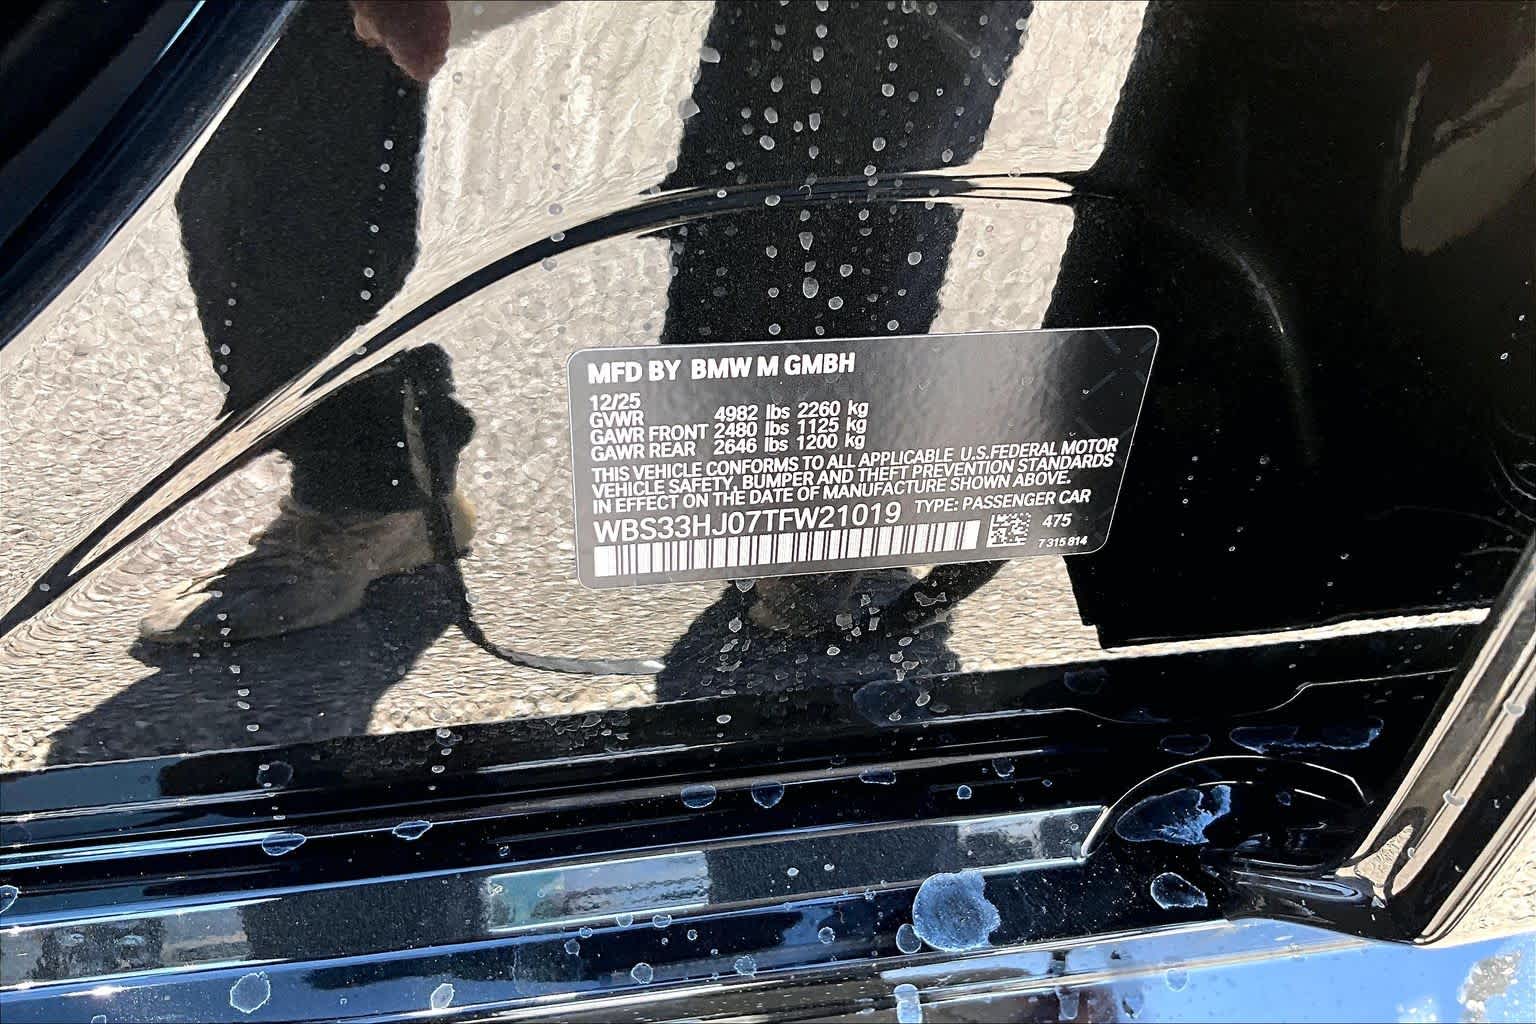 MFD BY BMW M GMBH
12/25
GVWR 4982 lbs 2260 kg
GAWR FRONT 2480 lbs 1125 kg
GAWR REAR 2646 lbs 1200 kg
THIS VEHICLE CONFORMS TO ALL APPLICABLE U.S.FEDERAL MOTOR
VEHICLE SAFETY, BUMPER AND THEFT PREVENTION STANDARDS
IN EFFECT ON THE DATE OF MANUFACTURE SHOWN ABOVE.
WBS33HJ07TFW21019 TYPE: PASSENGER CAR
475
7 315 814